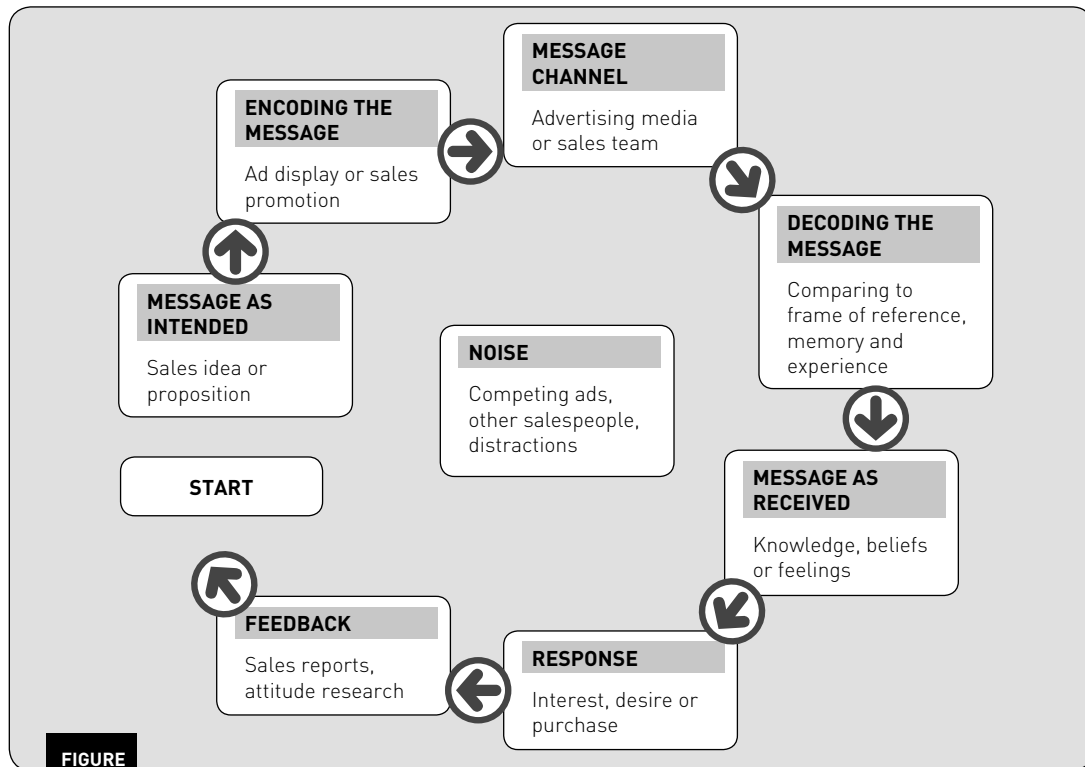 START
MESSAGE AS
INTENDED
Sales idea or
proposition
ENCODING THE
MESSAGE
Ad display or sales
promotion
MESSAGE
CHANNEL
Advertising media
or sales team
DECODING THE
MESSAGE
Comparing to
frame of reference,
memory and
experience
MESSAGE AS
RECEIVED
Knowledge, beliefs
or feelings
RESPONSE
Interest, desire or
purchase
FEEDBACK
Sales reports,
attitude research
NOISE
Competing ads,
other salespeople,
distractions
FIGURE